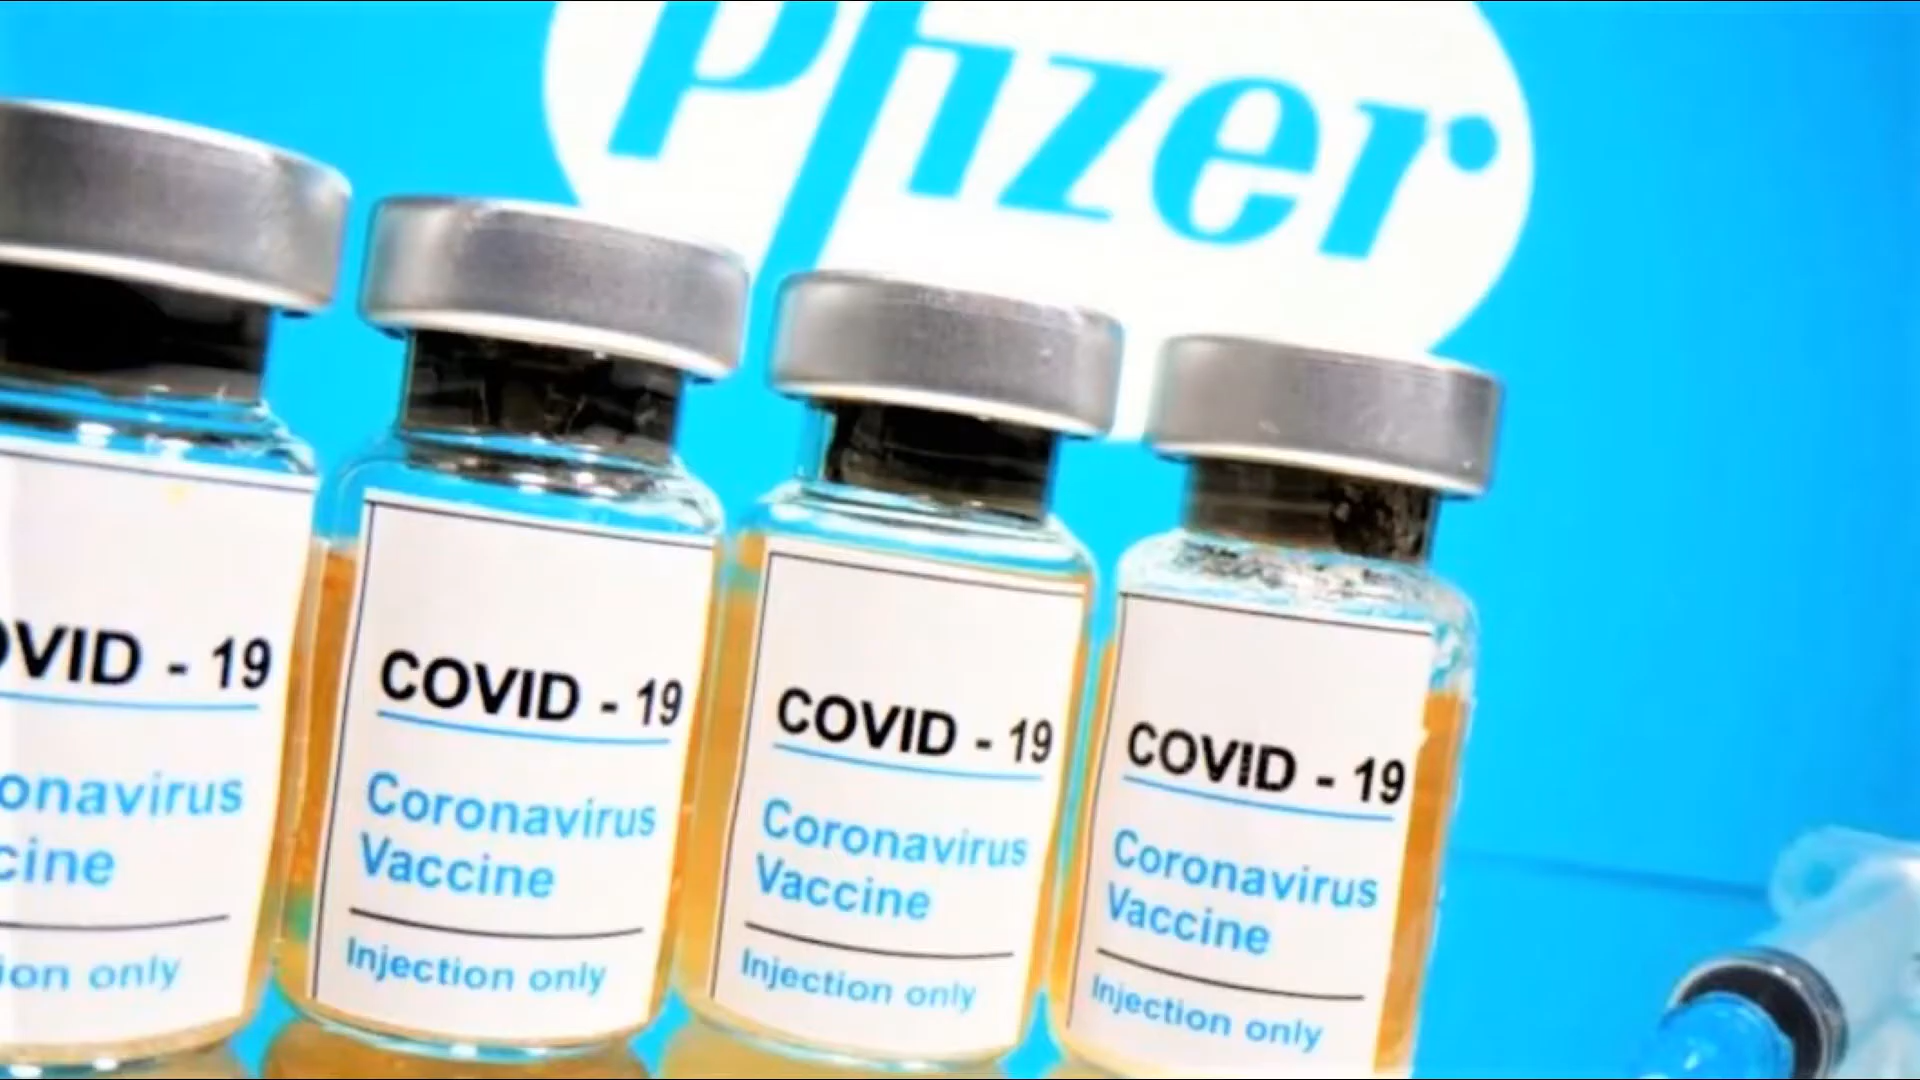 Pfizer
OVID - 19
onavirus
cine
ion only
COVID - 19
Coronavirus
Vaccine
Injection only
COVID - 19
Coronavirus
Vaccine
Injection only
COVID - 19
Coronavirus
Vaccine
Injection only